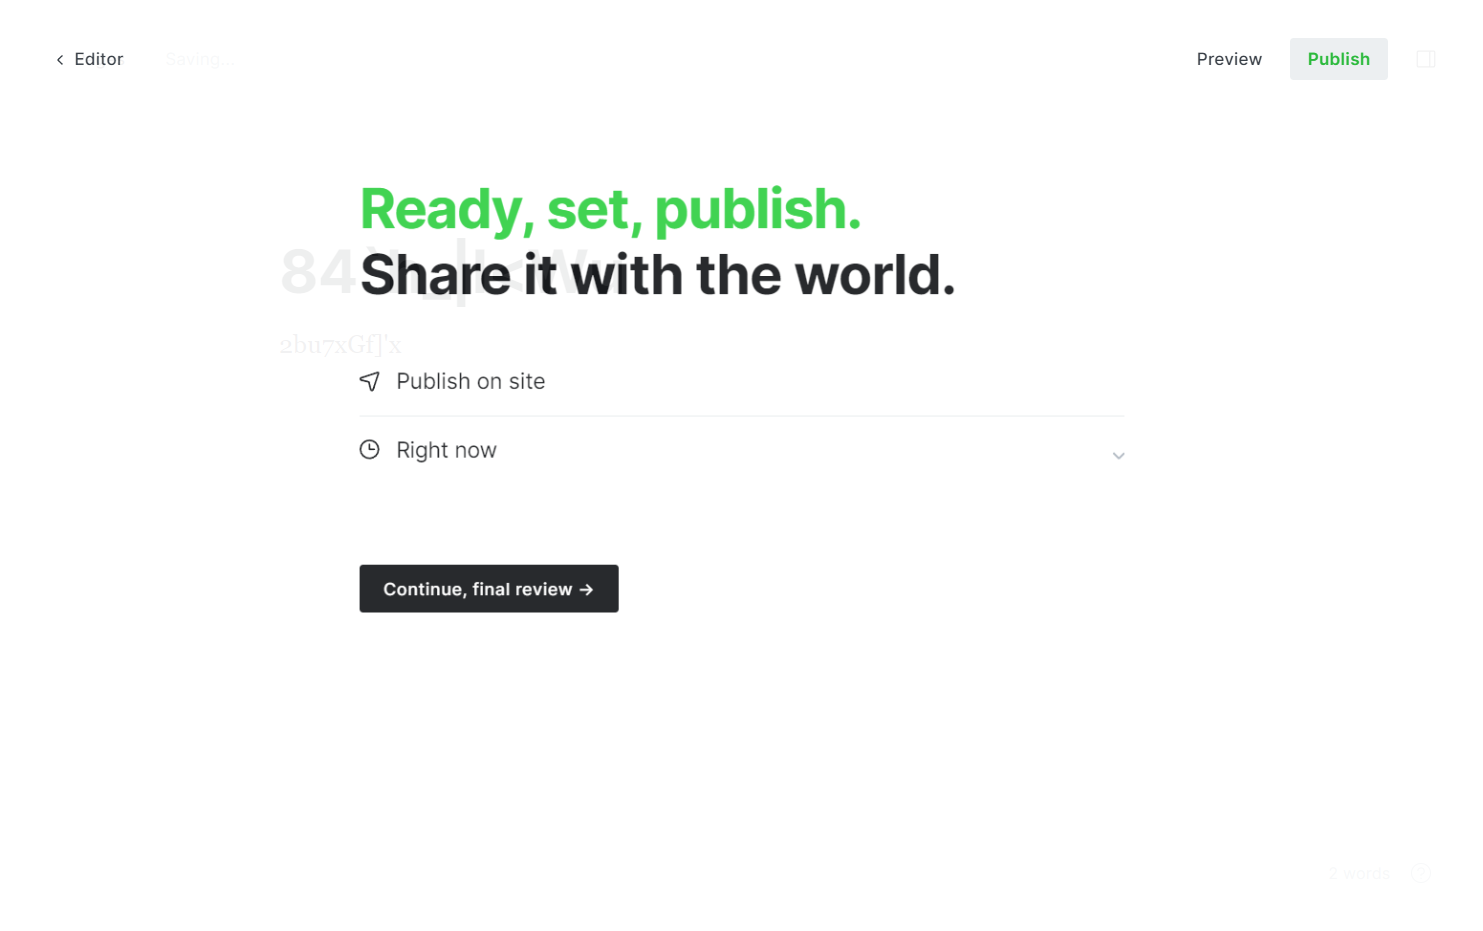 Editor
Saving...
Preview
Publish
Ready, set, publish.
Share it with the world.
2bu7xGf]'x
Publish on site
Right now
Continue, final review →
2 words